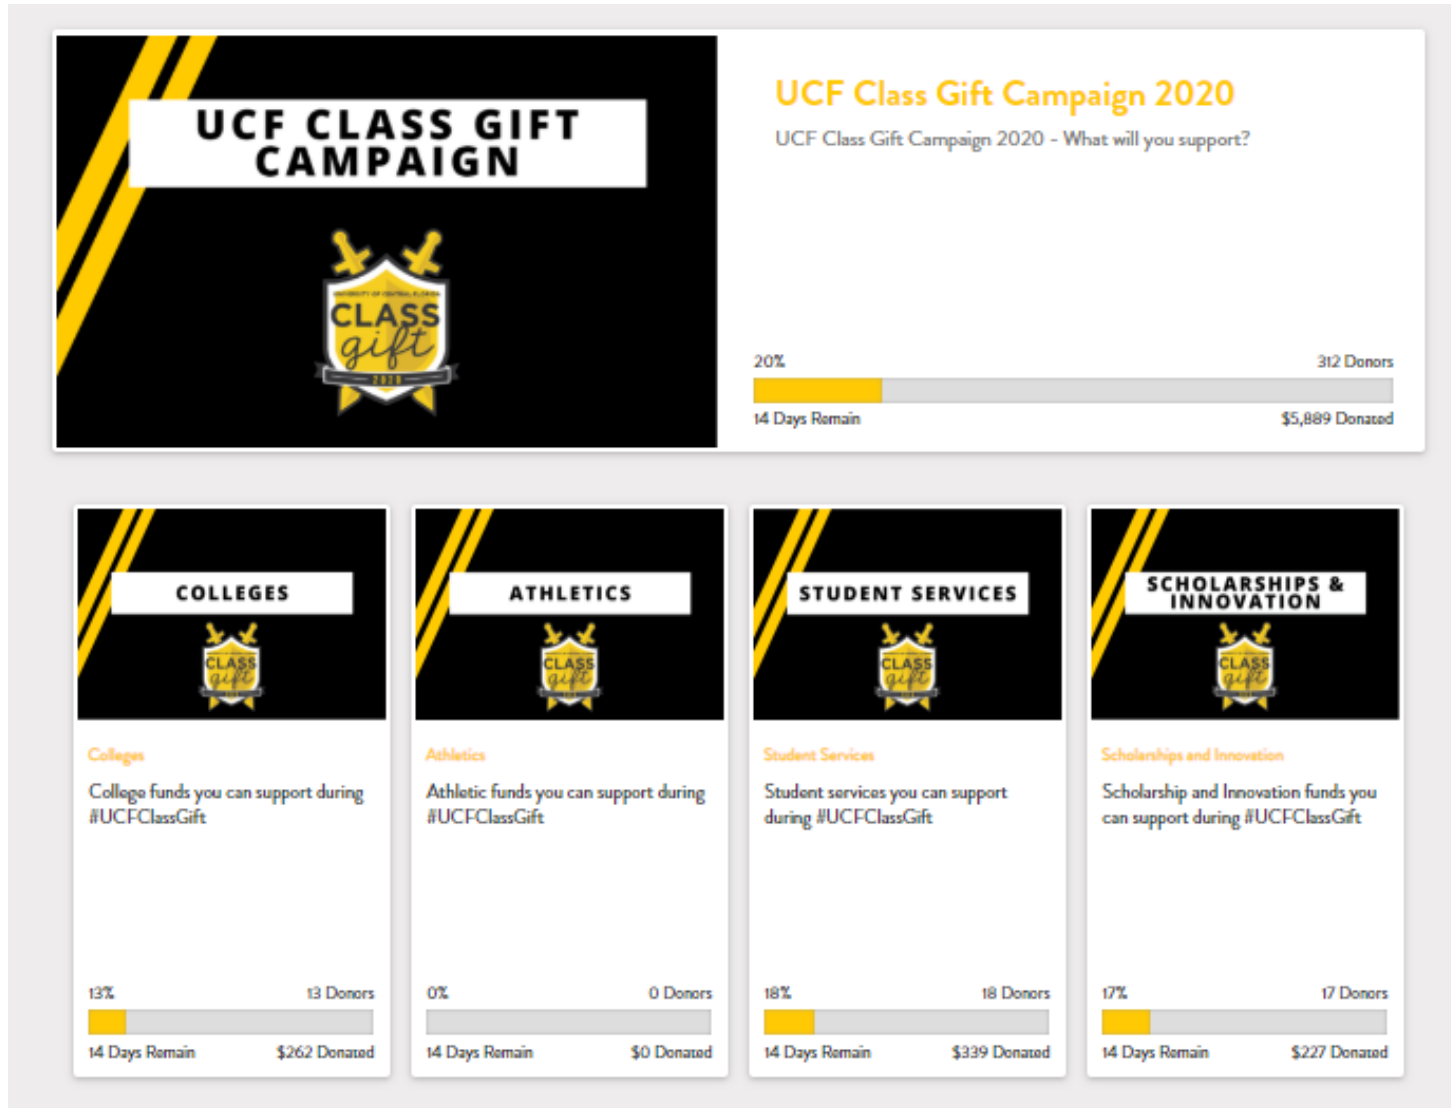 UCF CLASS GIFT
CAMPAIGN
UNIVERSITY OF CENTRAL FLORIDA
CLASS
gift
2020
UCF Class Gift Campaign 2020
UCF Class Gift Campaign 2020 - What will you support?
20% 312 Donors
14 Days Remain $5,889 Donated
COLLEGES
CLASS
gift
Colleges
College funds you can support during
#UCFClassGift
13% 13 Donors
14 Days Remain $262 Donated
ATHLETICS
CLASS
gift
Athletics
Athletic funds you can support during
#UCFClassGift
0% 0 Donors
14 Days Remain $0 Donated
STUDENT SERVICES
CLASS
gift
Student Services
Student services you can support
during #UCFClassGift
18% 18 Donors
14 Days Remain $339 Donated
SCHOLARSHIPS &
INNOVATION
CLASS
gift
Scholarships and Innovation
Scholarship and Innovation funds you
can support during #UCFClassGift
17% 17 Donors
14 Days Remain $227 Donated